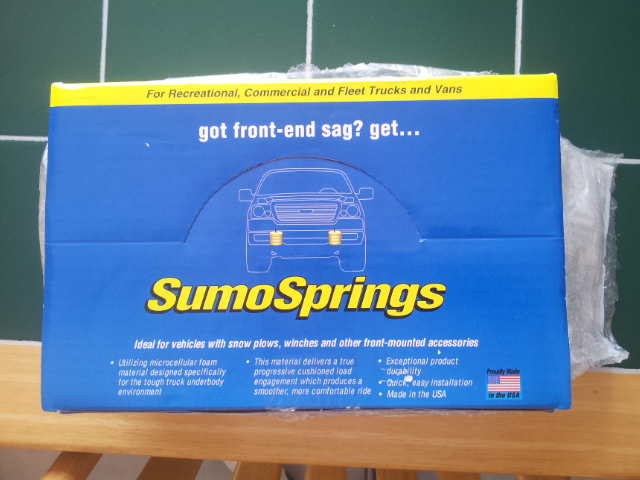 For Recreational, Commercial and Fleet Trucks and Vans
got front-end sag? get...
SumoSprings
Ideal for vehicles with snow plows, winches and other front-mounted accessories
• Utilizing microcellular foam
material designed specifically
for the tough truck underbody
environment
• This material delivers a true
progressive cushioned load
engagement which produces a
smoother, more comfortable ride
• Exceptional product
durability
• Quick, easy installation
• Made in the USA
Proudly Made
in the USA